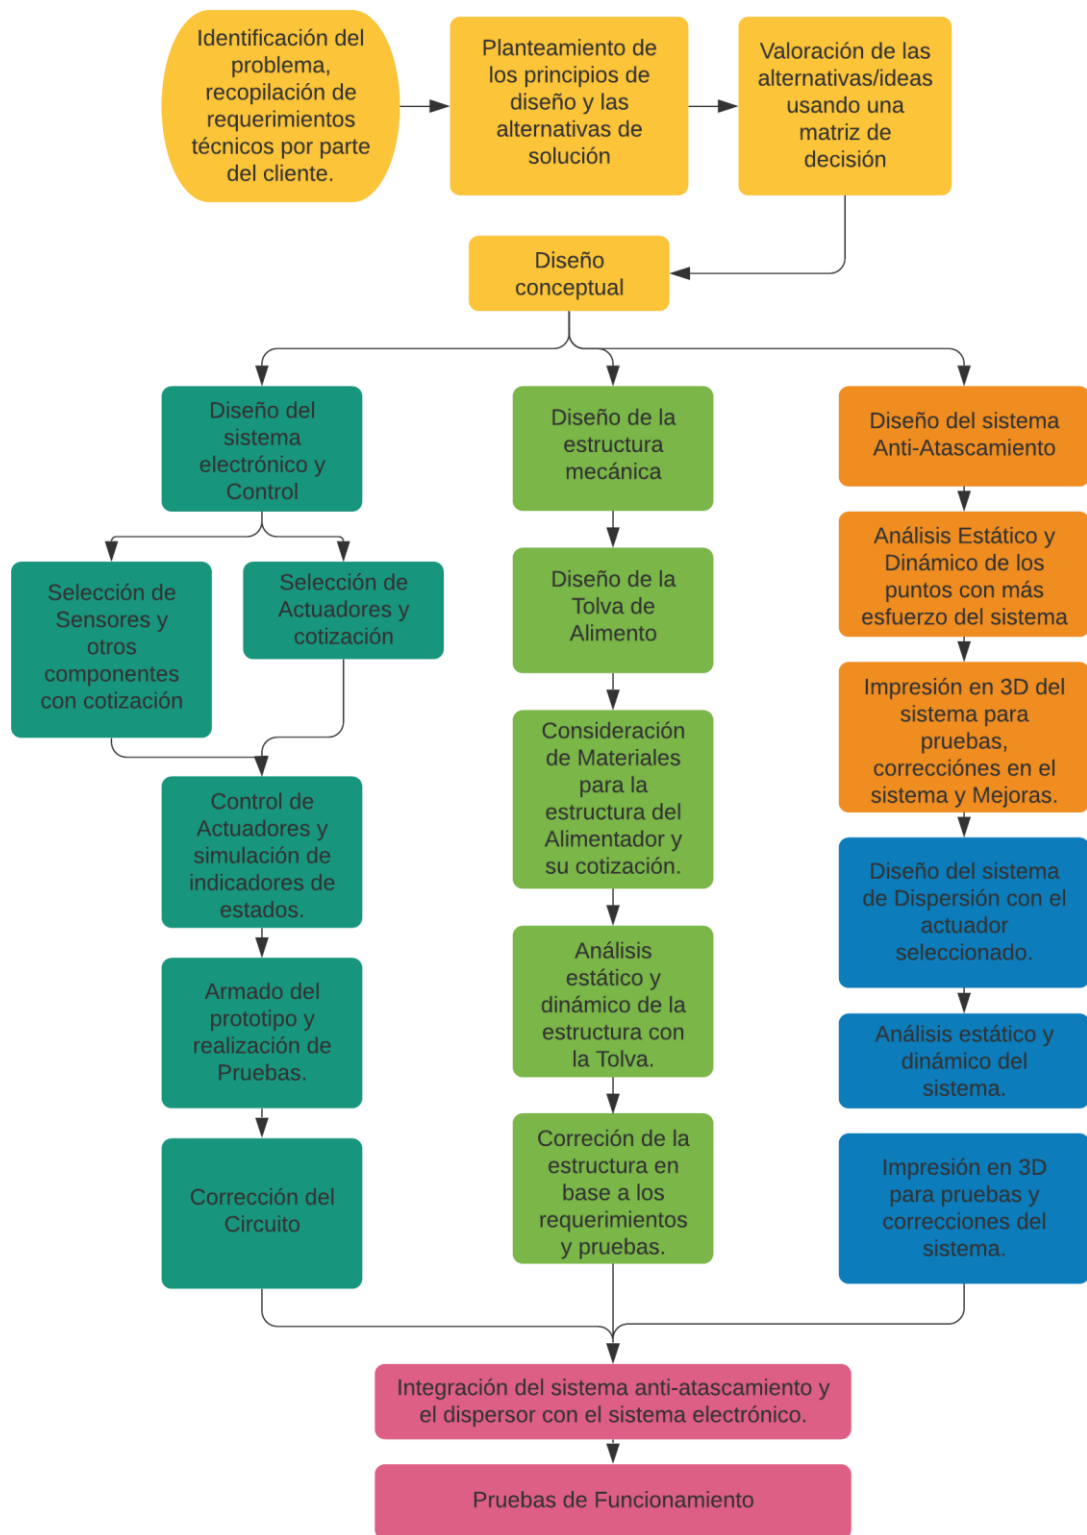 Identificación del
problema,
recopilación de
requerimientos
técnicos por parte
del cliente.
Planteamiento de
los principios de
diseño y las
alternativas de
solución
Valoración de las
alternativas/ideas
usando una
matriz de
decisión
Diseño
conceptual
Diseño del
sistema
electrónico y
Control
Selección de
Sensores y
otros
componentes
con cotización
Selección de
Actuadores y
cotización
Control de
Actuadores y
simulación de
indicadores de
estados.
Armado del
prototipo y
realización de
Pruebas.
Corrección del
Circuito
Diseño de la
estructura
mecánica
Diseño de la
Tolva de
Alimento
Consideración
de Materiales
para la
estructura del
Alimentador y
su cotización.
Análisis
estático y
dinámico de la
estructura con
la Tolva.
Correción de la
estructura en
base a los
requerimientos
y pruebas.
Diseño del sistema
Anti-Atascamiento
Análisis Estático y
Dinámico de los
puntos con más
esfuerzo del sistema
Impresión en 3D del
sistema para
pruebas,
correcciónes en el
sistema y Mejoras.
Diseño del sistema
de Dispersión con el
actuador
seleccionado.
Análisis estático y
dinámico del
sistema.
Impresión en 3D
para pruebas y
correcciones del
sistema.
Integración del sistema anti-atascamiento y
el dispersor con el sistema electrónico.
Pruebas de Funcionamiento